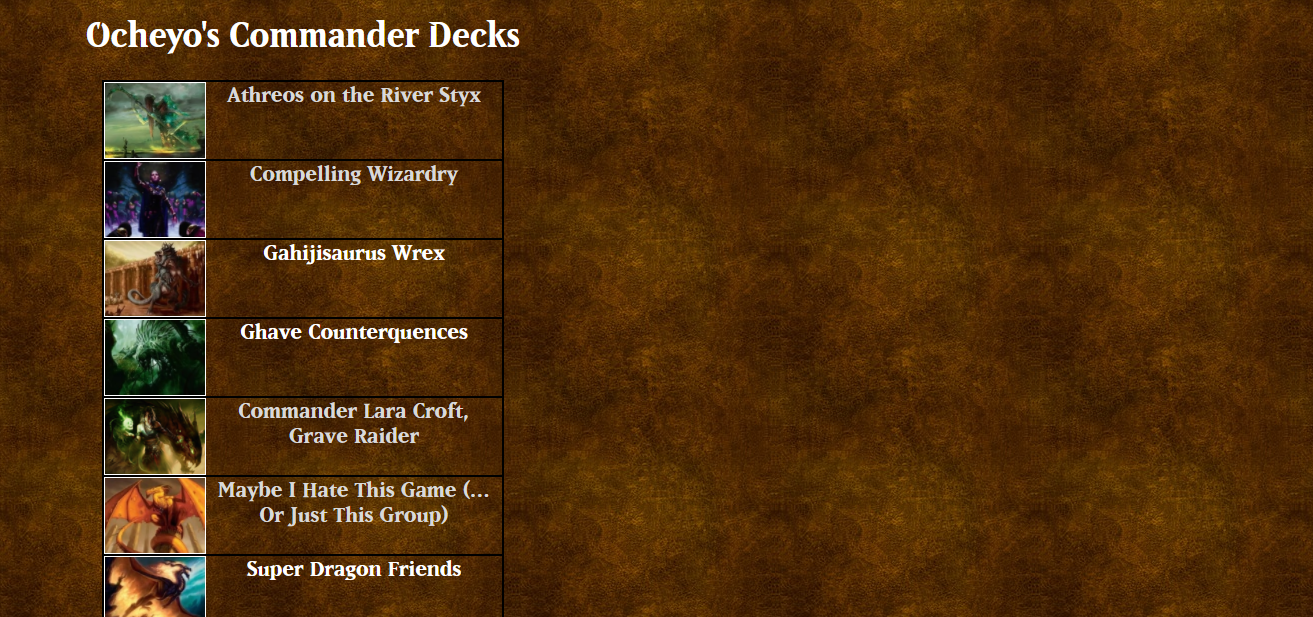 Ocheyo's Commander Decks
Athreos on the River Styx
Compelling Wizardry
Gahijisaurus Wrex
Ghave Counterquences
Commander Lara Croft,
Grave Raider
Maybe I Hate This Game (...
Or Just This Group)
Super Dragon Friends